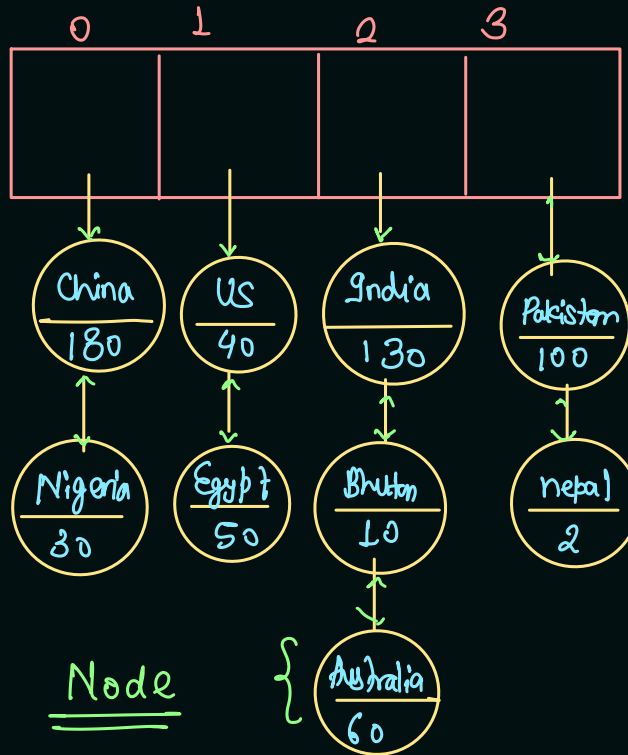 0 1 2 3
China US India Pakistan
180 40 130 100
Nigeria Egypt Bhutan nepal
30 50 10 2
Node { Australia
60